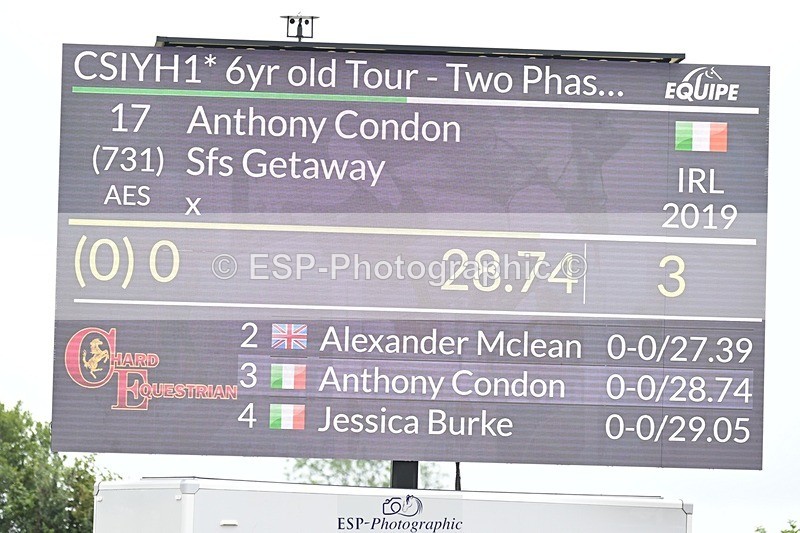 CSIYH1* 6yr old Tour - Two Phas...
EQUIPE
17 Anthony Condon
(731) Sfs Getaway
IRL
AES x
2019
(0) 0 28.74 3
© ESP-Photographic ©
2 Alexander Mclean 0-0/27.39
3 Anthony Condon 0-0/28.74
4 Jessica Burke 0-0/29.05
CHARD
EQUESTRIAN
ESP-Photographic